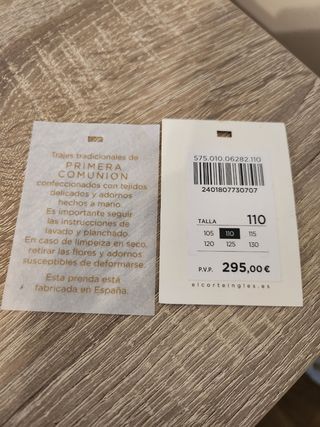 Trajes tradicionales de
PRIMERA
COMUNION
confeccionados con tejidos
delicados y adornos
hechos a mano.
Es importante seguir
las instrucciones de
lavado y planchado.
En caso de limpeiza en seco,
retirar las flores y adornos
susceptibles de deformarse.
Esta prenda está
fabricada en España.
575.010.06282.110
2401807730707
TALLA 110
105 110 115
120 125 130
P.V.P. 295,00 €
elcorteingles.es